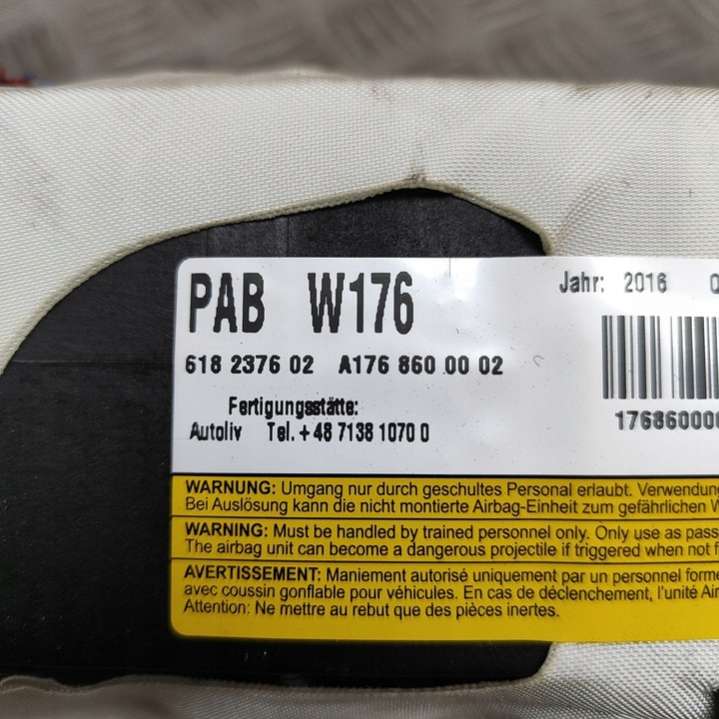 PAB W176
Jahr: 2016
618 2376 02 A176 860 00 02
Fertigungsstätte:
Autoliv Tel. +48 7138 1070 0
WARNUNG: Umgang nur durch geschultes Personal erlaubt.
Bei Auslösung kann die nicht montierte Airbag-Einheit zum gefährlichen
WARNING: Must be handled by trained personnel only. Only use as
The airbag unit can become a dangerous projectile if triggered when not
AVERTISSEMENT: Maniement autorisé uniquement par un personnel
avec coussin gonflable pour véhicules. En cas de déclenchement, l'unité
Attention: Ne mettre au rebut que des pièces inertes.